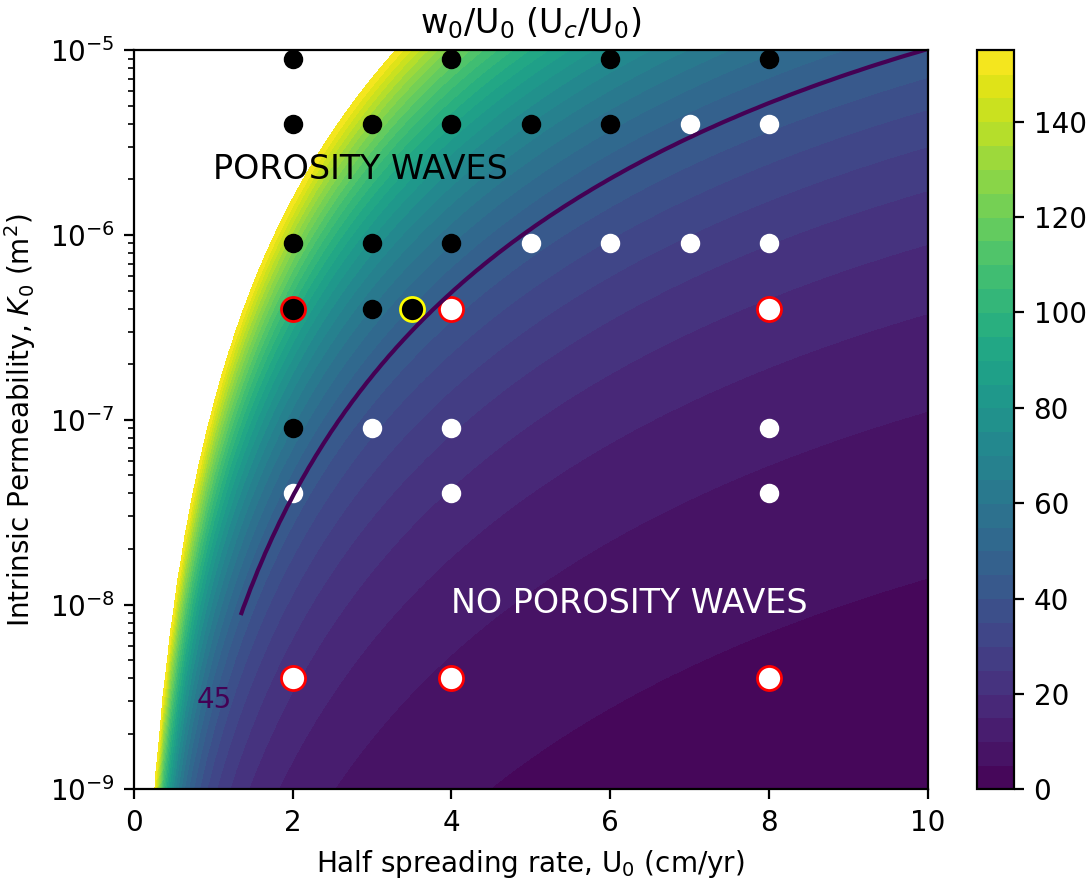 w₀/U₀ (U_c/U₀)
10⁻⁵
10⁻⁶
10⁻⁷
10⁻⁸
10⁻⁹
Intrinsic Permeability, K₀ (m²)
POROSITY WAVES
NO POROSITY WAVES
45
0 2 4 6 8 10
Half spreading rate, U₀ (cm/yr)
140
120
100
80
60
40
20
0